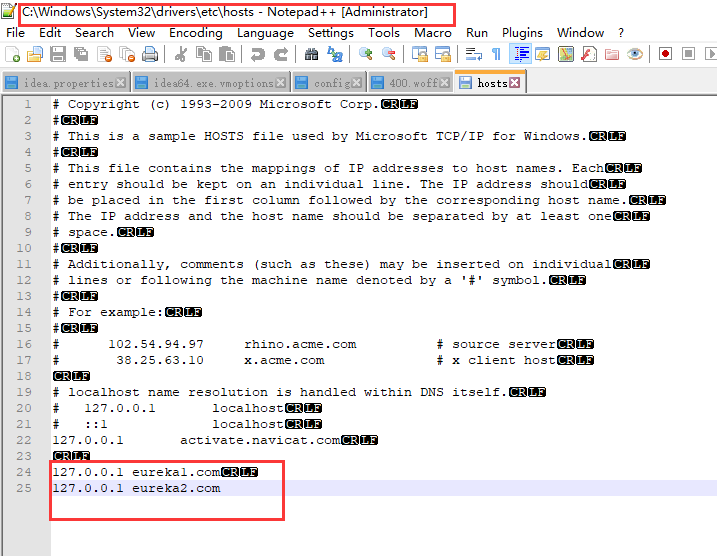 C:\Windows\System32\drivers\etc\hosts - Notepad++ [Administrator]
File Edit Search View Encoding Language Settings Tools Macro Run Plugins Window ?
idea.properties idea64.exe.vmoptions config 400.woff hosts
1 # Copyright (c) 1993-2009 Microsoft Corp.CRLF
2 #CRLF
3 # This is a sample HOSTS file used by Microsoft TCP/IP for Windows.CRLF
4 #CRLF
5 # This file contains the mappings of IP addresses to host names. EachCRLF
6 # entry should be kept on an individual line. The IP address shouldCRLF
7 # be placed in the first column followed by the corresponding host name.CRLF
8 # The IP address and the host name should be separated by at least oneCRLF
9 # space.CRLF
10 #CRLF
11 # Additionally, comments (such as these) may be inserted on individualCRLF
12 # lines or following the machine name denoted by a '#' symbol.CRLF
13 #CRLF
14 # For example:CRLF
15 #CRLF
16 #      102.54.94.97     rhino.acme.com          # source serverCRLF
17 #       38.25.63.10     x.acme.com              # x client hostCRLF
18 CRLF
19 # localhost name resolution is handled within DNS itself.CRLF
20 #   127.0.0.1       localhostCRLF
21 #   ::1             localhostCRLF
22 127.0.0.1       activate.navicat.comCRLF
23 CRLF
24 127.0.0.1 eureka1.comCRLF
25 127.0.0.1 eureka2.com